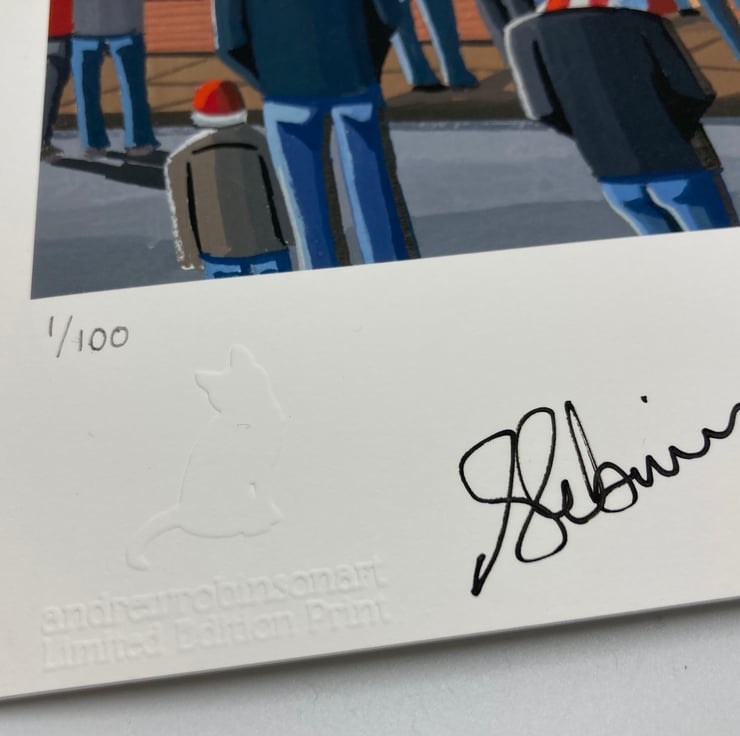 1/100
andrewrobinsonart
Limited Edition Print